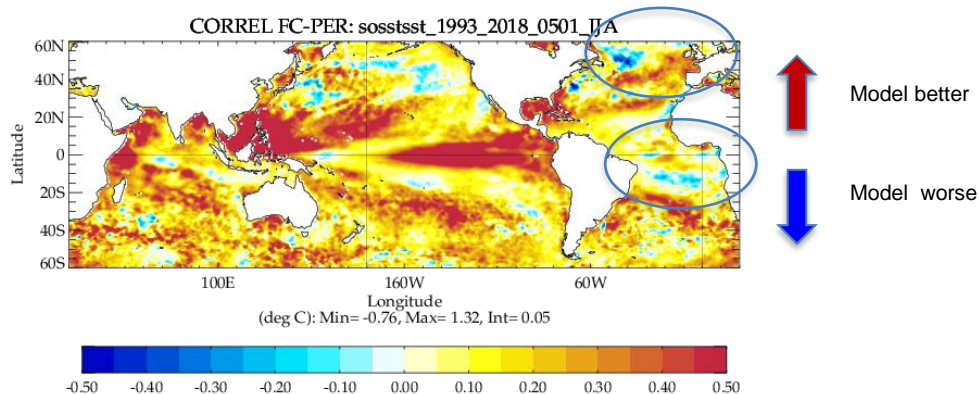 CORREL FC-PER: sosstsst_1993_2018_0501_JJA
60N
40N
20N
0
20S
40S
60S
Latitude
100E
160W
60W
Longitude
(deg C): Min= -0.76, Max= 1.32, Int= 0.05
-0.50 -0.40 -0.30 -0.20 -0.10 0.00 0.10 0.20 0.30 0.40 0.50
Model better
Model worse